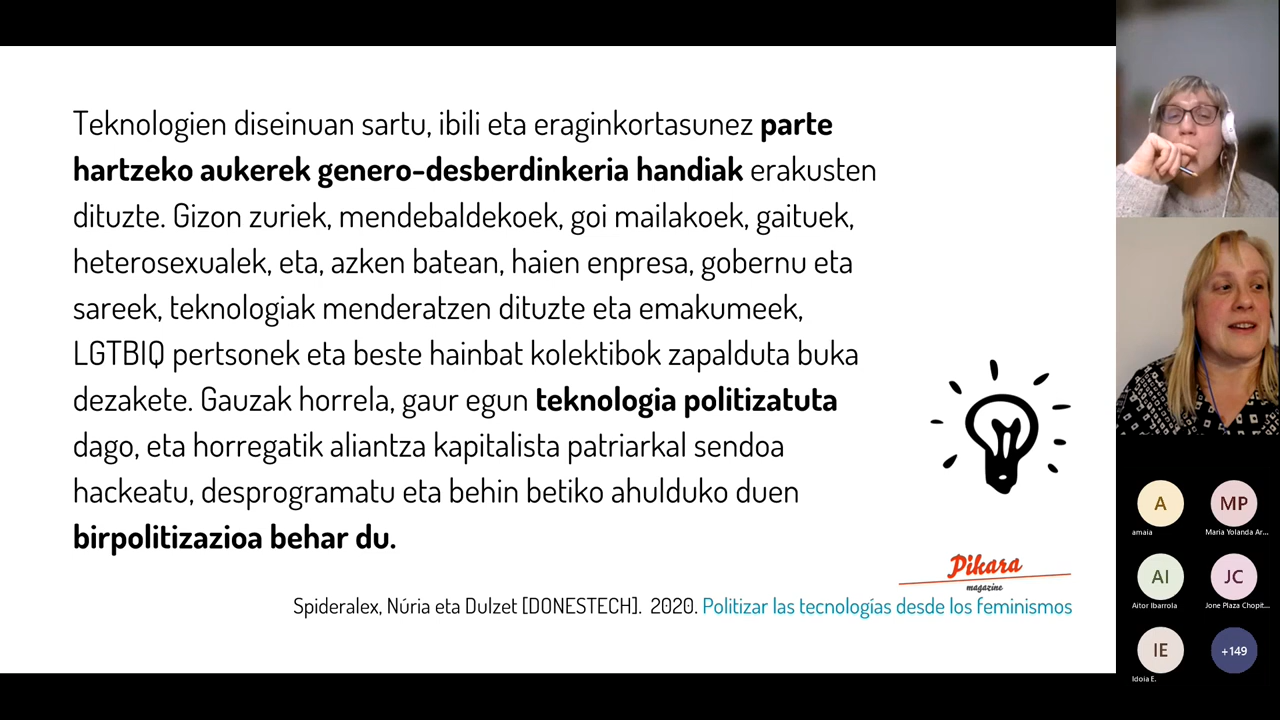 Teknologien diseinuan sartu, ibili eta eraginkortasunez parte
hartzeko aukerek genero-desberdinkeria handiak erakusten
dituzte. Gizon zuriek, mendebaldekoek, goi mailakoek, gaituek,
heterosexualek, eta, azken batean, haien enpresa, gobernu eta
sareek, teknologiak menderatzen dituzte eta emakumeek,
LGTBIQ pertsonek eta beste hainbat kolektibok zapalduta buka
dezakete. Gauzak horrela, gaur egun teknologia politizatuta
dago, eta horregatik aliantza kapitalista patriarkal sendoa
hackeatu, desprogramatu eta behin betiko ahulduko duen
birpolitizazioa behar du.
Pikara
magazine
Spideralex, Núria eta Dulzet [DONESTECH]. 2020. Politizar las tecnologías desde los feminismos
A
MP
amaia
Maria Yolanda Ar...
AI
JC
Aitor Ibarrola
Jone Plaza Chopit...
IE
+149
Idoia E.